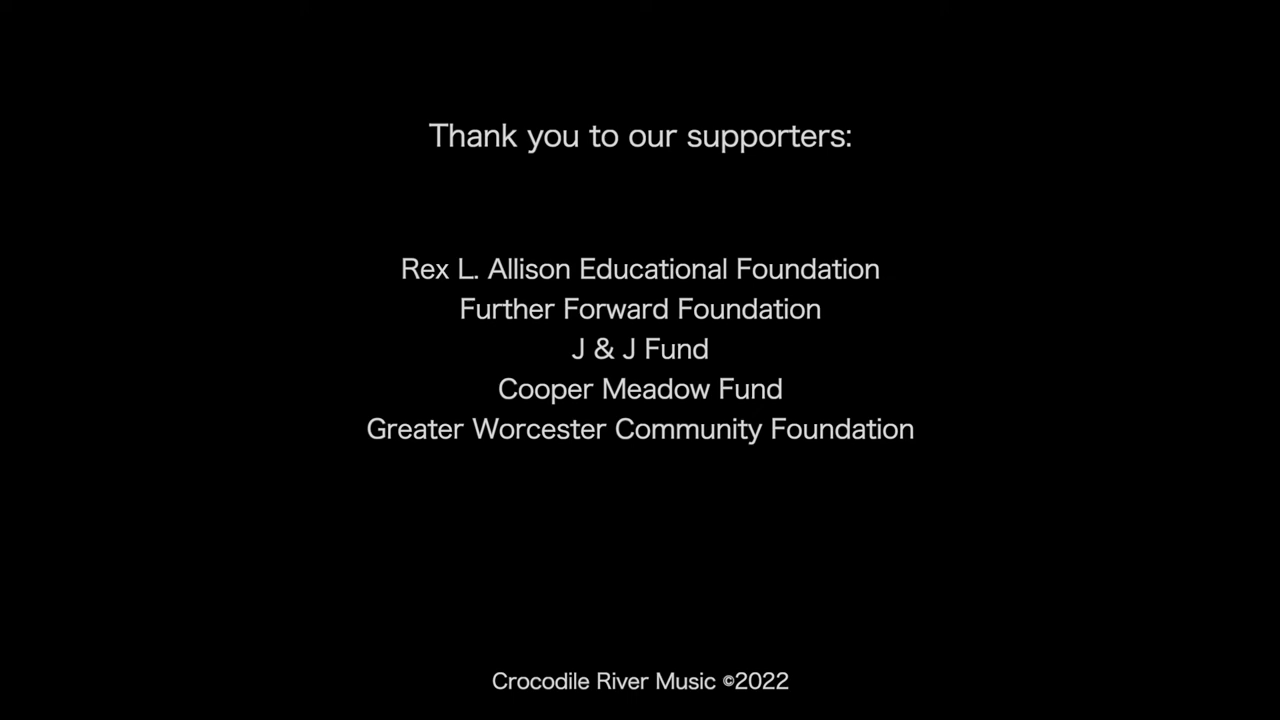 Thank you to our supporters:
Rex L. Allison Educational Foundation
Further Forward Foundation
J & J Fund
Cooper Meadow Fund
Greater Worcester Community Foundation
Crocodile River Music ©2022